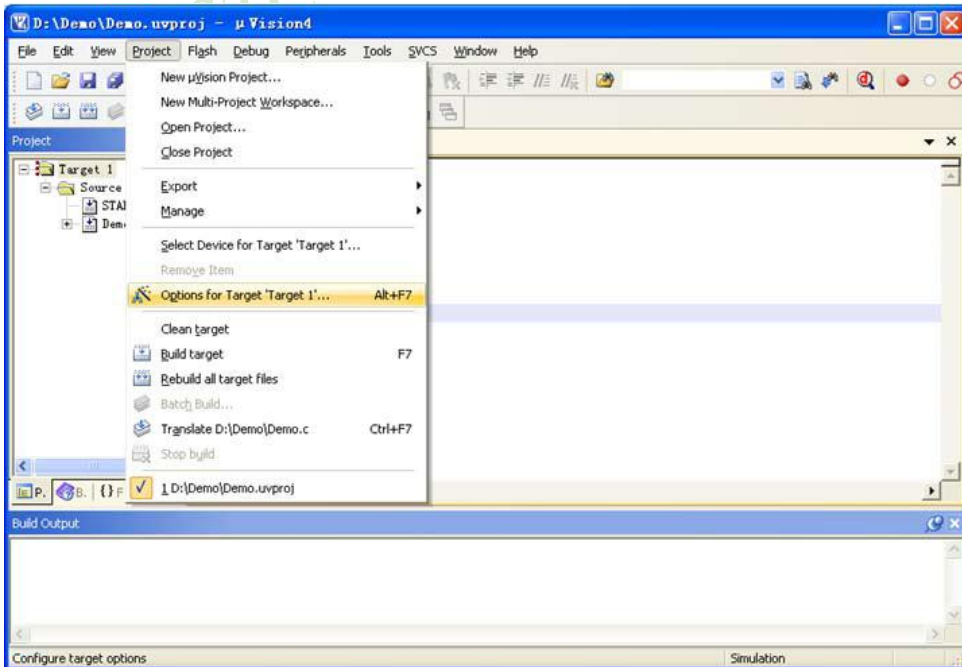 D:\Demo\Demo.uvproj - µVision4
File Edit View Project Flash Debug Peripherals Tools SVCS Window Help
Project
Target 1
Source
Dem
New µVision Project...
New Multi-Project Workspace...
Open Project...
Close Project
Export
Manage
Select Device for Target 'Target 1'...
Remove Item
Options for Target 'Target 1'... Alt+F7
Clean target
Build target F7
Rebuild all target files
Batch Build...
Translate D:\Demo\Demo.c Ctrl+F7
Stop build
1 D:\Demo\Demo.uvproj
P. B. {} F
Build Output
Configure target options Simulation